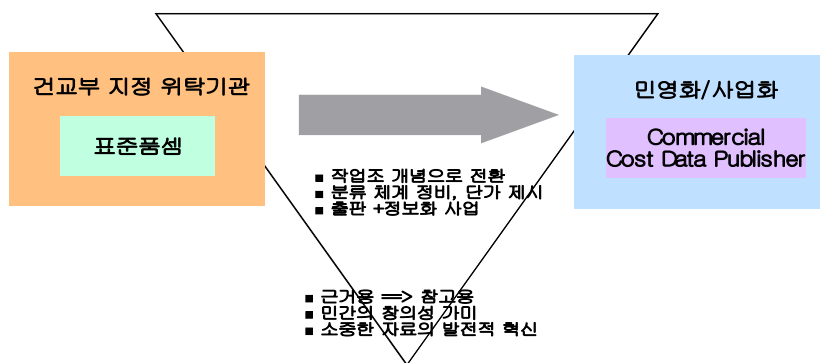 건교부 지정 위탁기관
표준품셈
민영화/사업화
Commercial
Cost Data Publisher
■ 작업조 개념으로 전환
■ 분류 체계 정비, 단가 제시
■ 출판 +정보화 사업
■ 근거용 ==> 참고용
■ 민간의 창의성 가미
■ 소중한 자료의 발전적 혁신